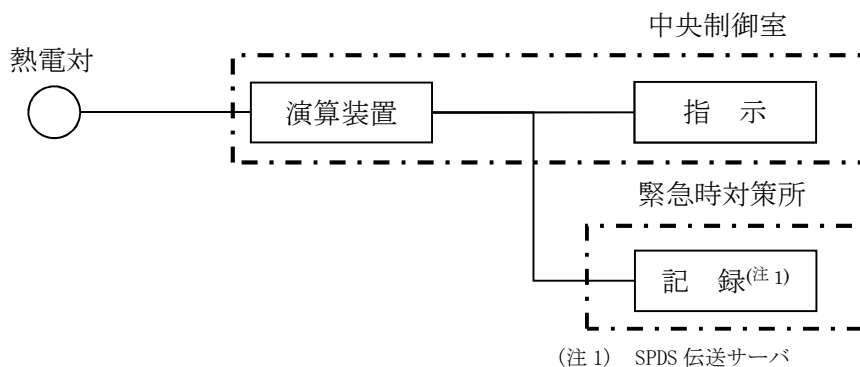 中央制御室
熱電対
演算装置
指　示
緊急時対策所
記　録(注1)
(注1)　SPDS 伝送サーバ